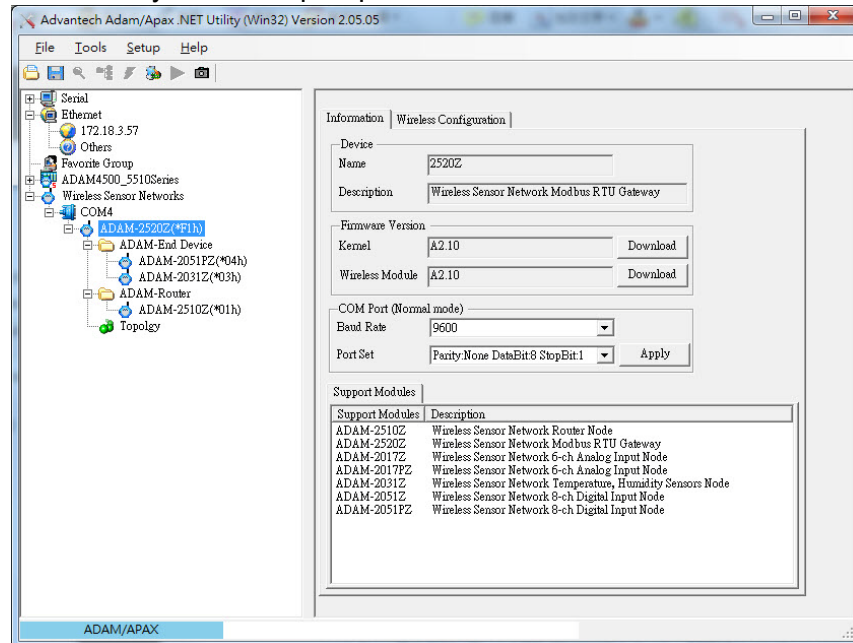 Advantech Adam/Apax .NET Utility (Win32) Version 2.05.05
File Tools Setup Help
Serial
Ethernet
172.18.3.57
Others
Favorite Group
ADAM4500_5510Series
Wireless Sensor Networks
COM4
ADAM-2520Z(*F1h)
ADAM-End Device
ADAM-2051PZ(*04h)
ADAM-2031Z(*03h)
ADAM-Router
ADAM-2510Z(*01h)
Topolgy
Information Wireless Configuration
Device
Name 2520Z
Description Wireless Sensor Network Modbus RTU Gateway
Firmware Version
Kernel A2.10 Download
Wireless Module A2.10 Download
COM Port (Normal mode)
Baud Rate 9600
Port Set Parity:None DataBit:8 StopBit:1 Apply
Support Modules
Support Modules Description
ADAM-2510Z Wireless Sensor Network Router Node
ADAM-2520Z Wireless Sensor Network Modbus RTU Gateway
ADAM-2017Z Wireless Sensor Network 6-ch Analog Input Node
ADAM-2017PZ Wireless Sensor Network 6-ch Analog Input Node
ADAM-2031Z Wireless Sensor Network Temperature, Humidity Sensors Node
ADAM-2051Z Wireless Sensor Network 8-ch Digital Input Node
ADAM-2051PZ Wireless Sensor Network 8-ch Digital Input Node
ADAM/APAX